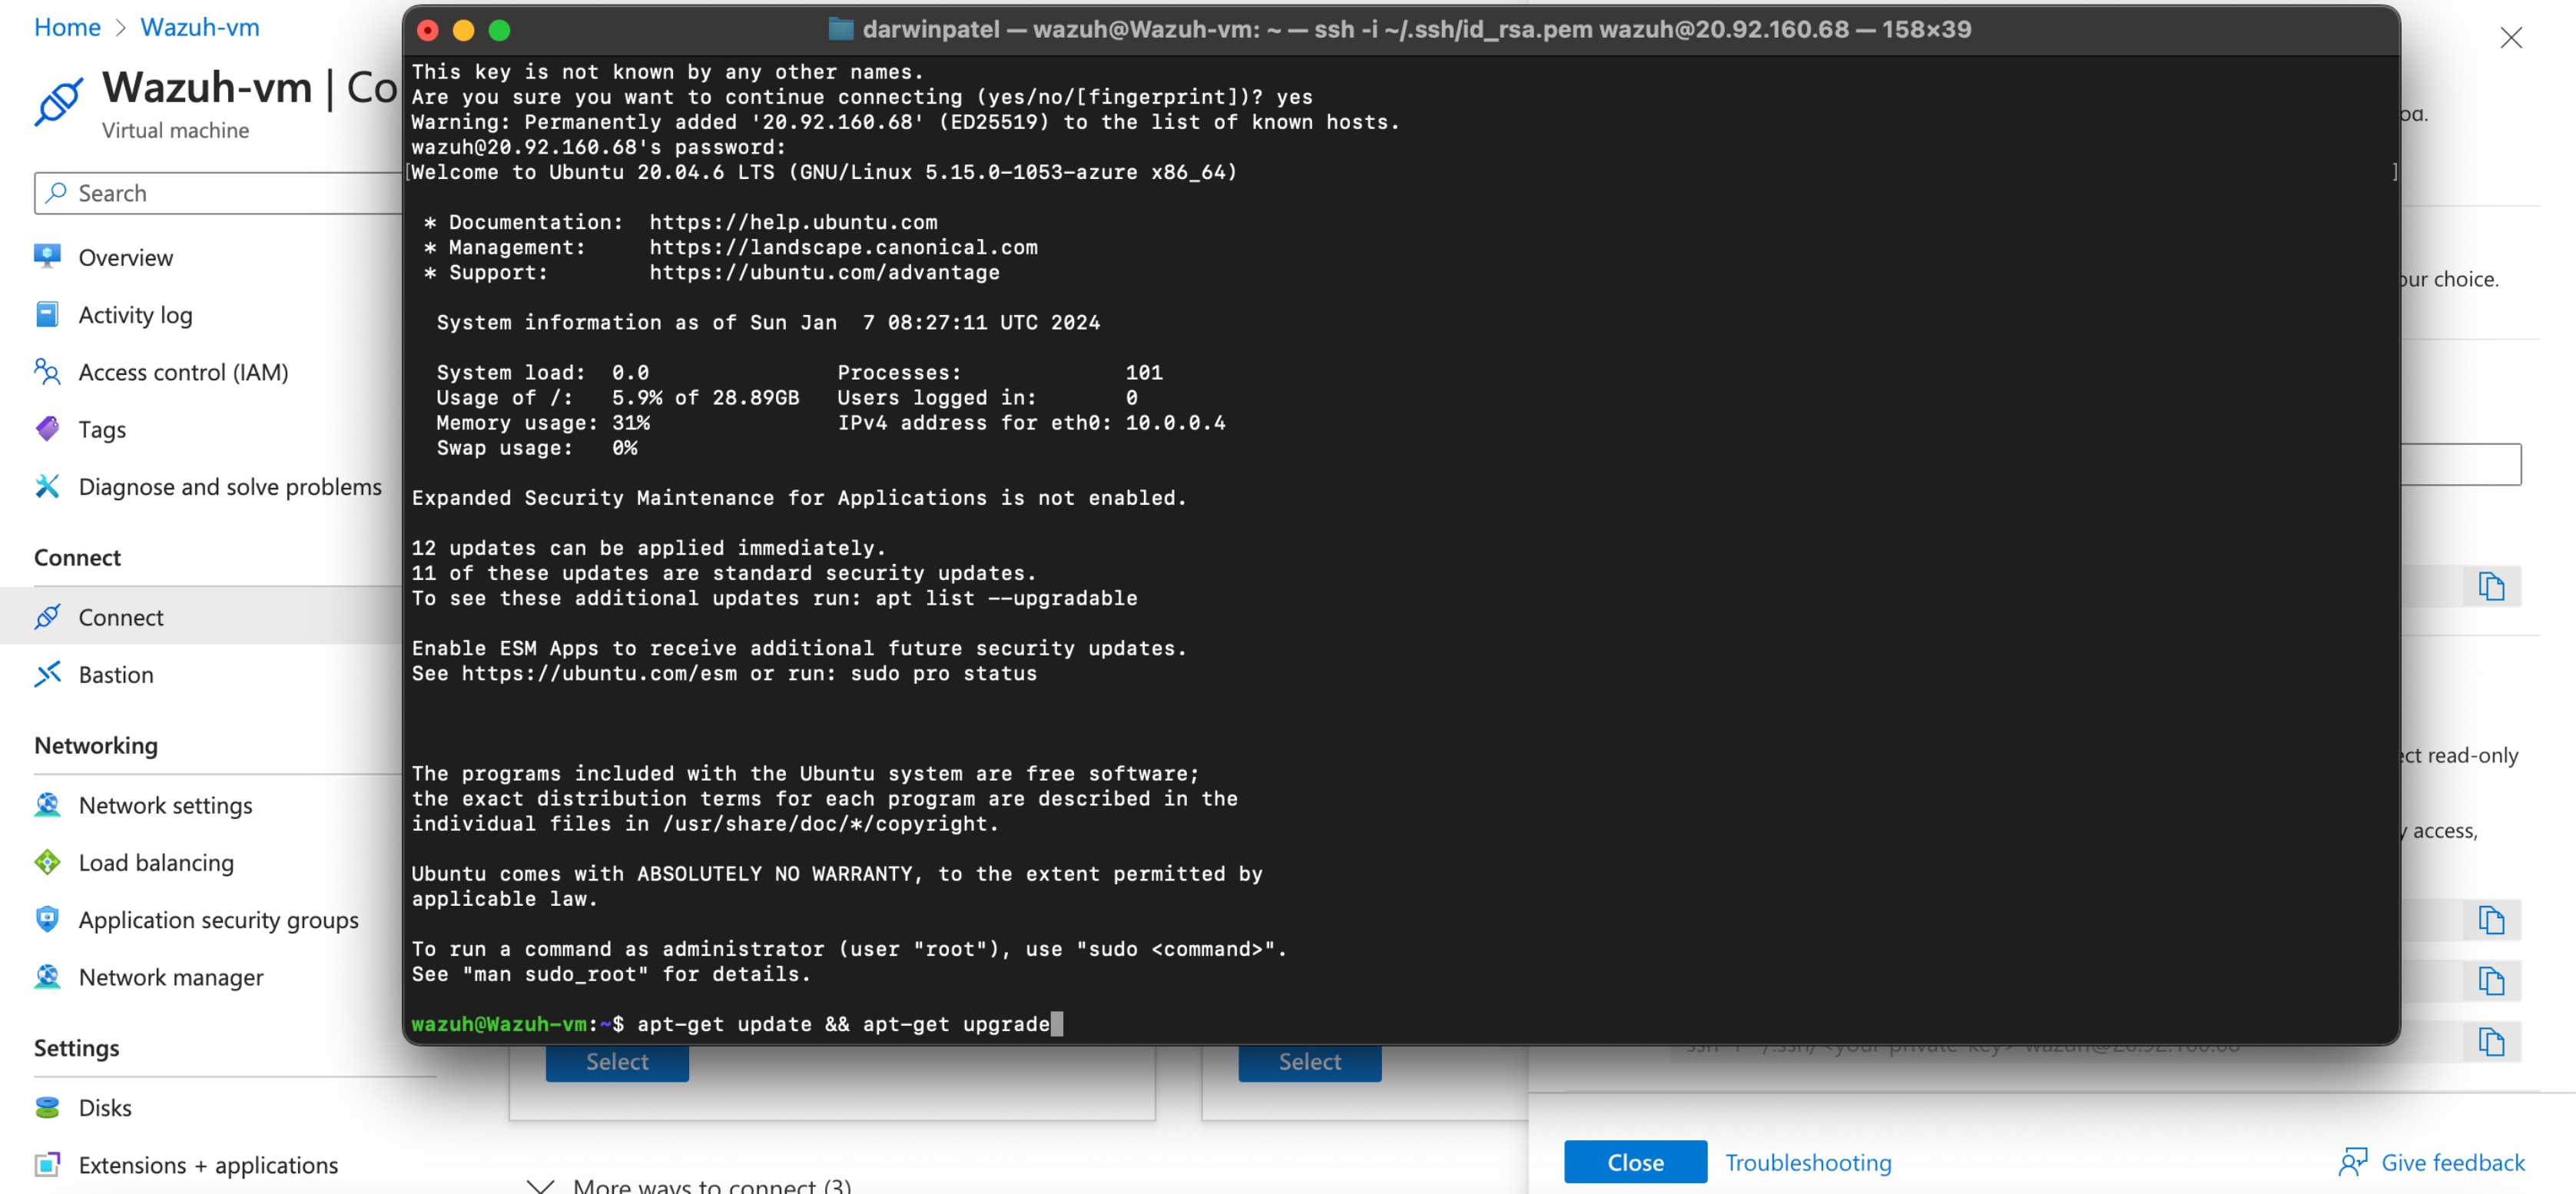 Home > Wazuh-vm
Wazuh-vm | Co
Virtual machine
Search
Overview
Activity log
Access control (IAM)
Tags
Diagnose and solve problems
Connect
Connect
Bastion
Networking
Network settings
Load balancing
Application security groups
Network manager
Settings
Disks
Extensions + applications
darwinpatel — wazuh@Wazuh-vm: ~ — ssh -i ~/.ssh/id_rsa.pem wazuh@20.92.160.68 — 158×39
This key is not known by any other names.
Are you sure you want to continue connecting (yes/no/[fingerprint])? yes
Warning: Permanently added '20.92.160.68' (ED25519) to the list of known hosts.
wazuh@20.92.160.68's password:
[Welcome to Ubuntu 20.04.6 LTS (GNU/Linux 5.15.0-1053-azure x86_64) ]
* Documentation: https://help.ubuntu.com
* Management: https://landscape.canonical.com
* Support: https://ubuntu.com/advantage
System information as of Sun Jan 7 08:27:11 UTC 2024
System load: 0.0 Processes: 101
Usage of /: 5.9% of 28.89GB Users logged in: 0
Memory usage: 31% IPv4 address for eth0: 10.0.0.4
Swap usage: 0%
Expanded Security Maintenance for Applications is not enabled.
12 updates can be applied immediately.
11 of these updates are standard security updates.
To see these additional updates run: apt list --upgradable
Enable ESM Apps to receive additional future security updates.
See https://ubuntu.com/esm or run: sudo pro status
The programs included with the Ubuntu system are free software;
the exact distribution terms for each program are described in the
individual files in /usr/share/doc/*/copyright.
Ubuntu comes with ABSOLUTELY NO WARRANTY, to the extent permitted by
applicable law.
To run a command as administrator (user "root"), use "sudo <command>".
See "man sudo_root" for details.
wazuh@Wazuh-vm:~$ apt-get update && apt-get upgrade
od.
our choice.
ect read-only
y access,
ssh -i ~/.ssh/<your-private-key> wazuh@20.92.160.68
Select
Select
More ways to connect (3)
Close
Troubleshooting
Give feedback